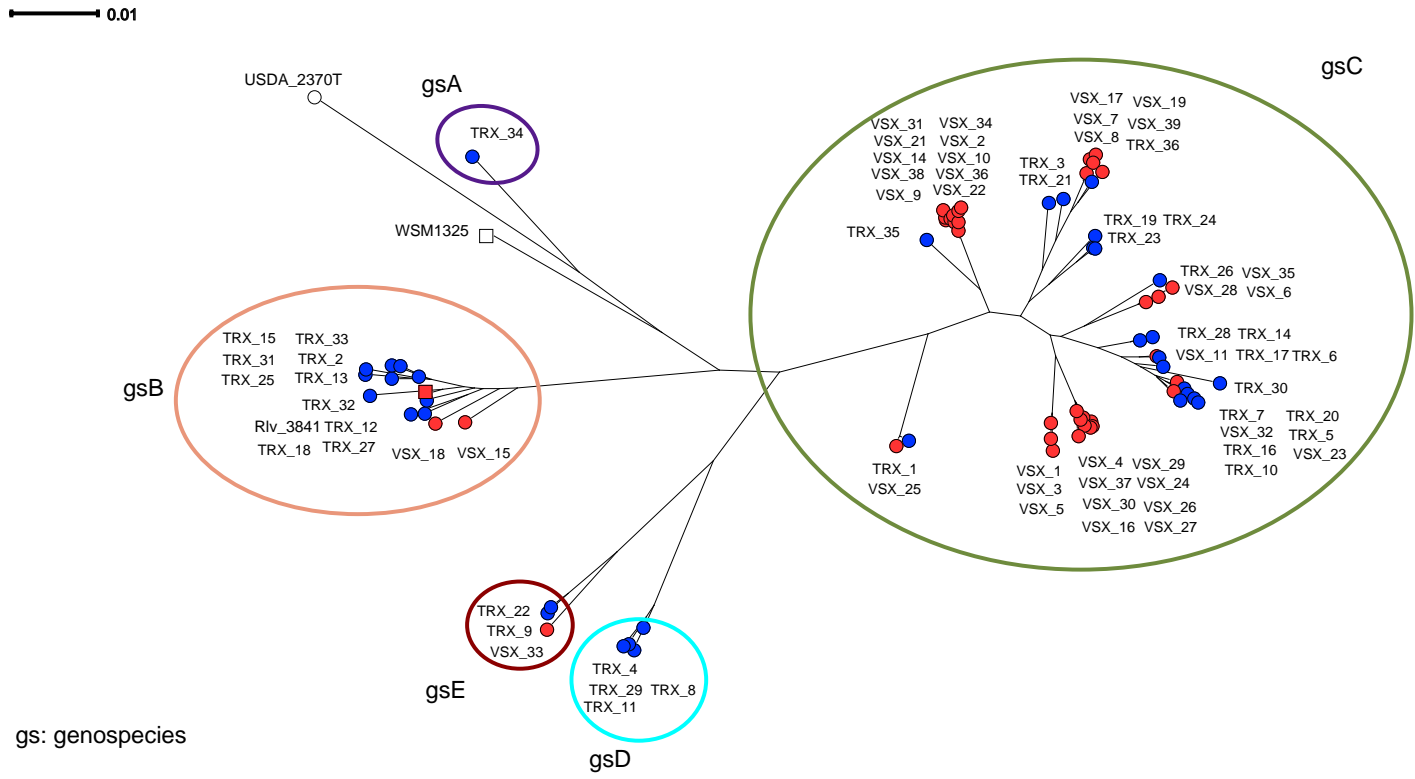 0.01
USDA_2370T
gsA
TRX_34
WSM1325
gsB
TRX_15 TRX_33
TRX_31 TRX_2
TRX_25 TRX_13
TRX_32
Rlv_3841 TRX_12
TRX_18 TRX_27
VSX_18 VSX_15
gsC
VSX_31 VSX_34
VSX_21 VSX_2
VSX_14 VSX_10
VSX_38 VSX_36
VSX_9 VSX_22
TRX_35
VSX_17 VSX_19
VSX_7 VSX_39
VSX_8 TRX_36
TRX_3
TRX_21
TRX_19 TRX_24
TRX_23
TRX_26 VSX_35
VSX_28 VSX_6
TRX_28 TRX_14
VSX_11 TRX_17 TRX_6
TRX_30
TRX_7 TRX_20
VSX_32 TRX_5
TRX_16 VSX_23
TRX_10
TRX_1
VSX_25
VSX_1
VSX_3
VSX_5
VSX_4 VSX_29
VSX_37 VSX_24
VSX_30 VSX_26
VSX_16 VSX_27
TRX_22
TRX_9
VSX_33
gsE
TRX_4
TRX_29 TRX_8
TRX_11
gsD
gs: genospecies